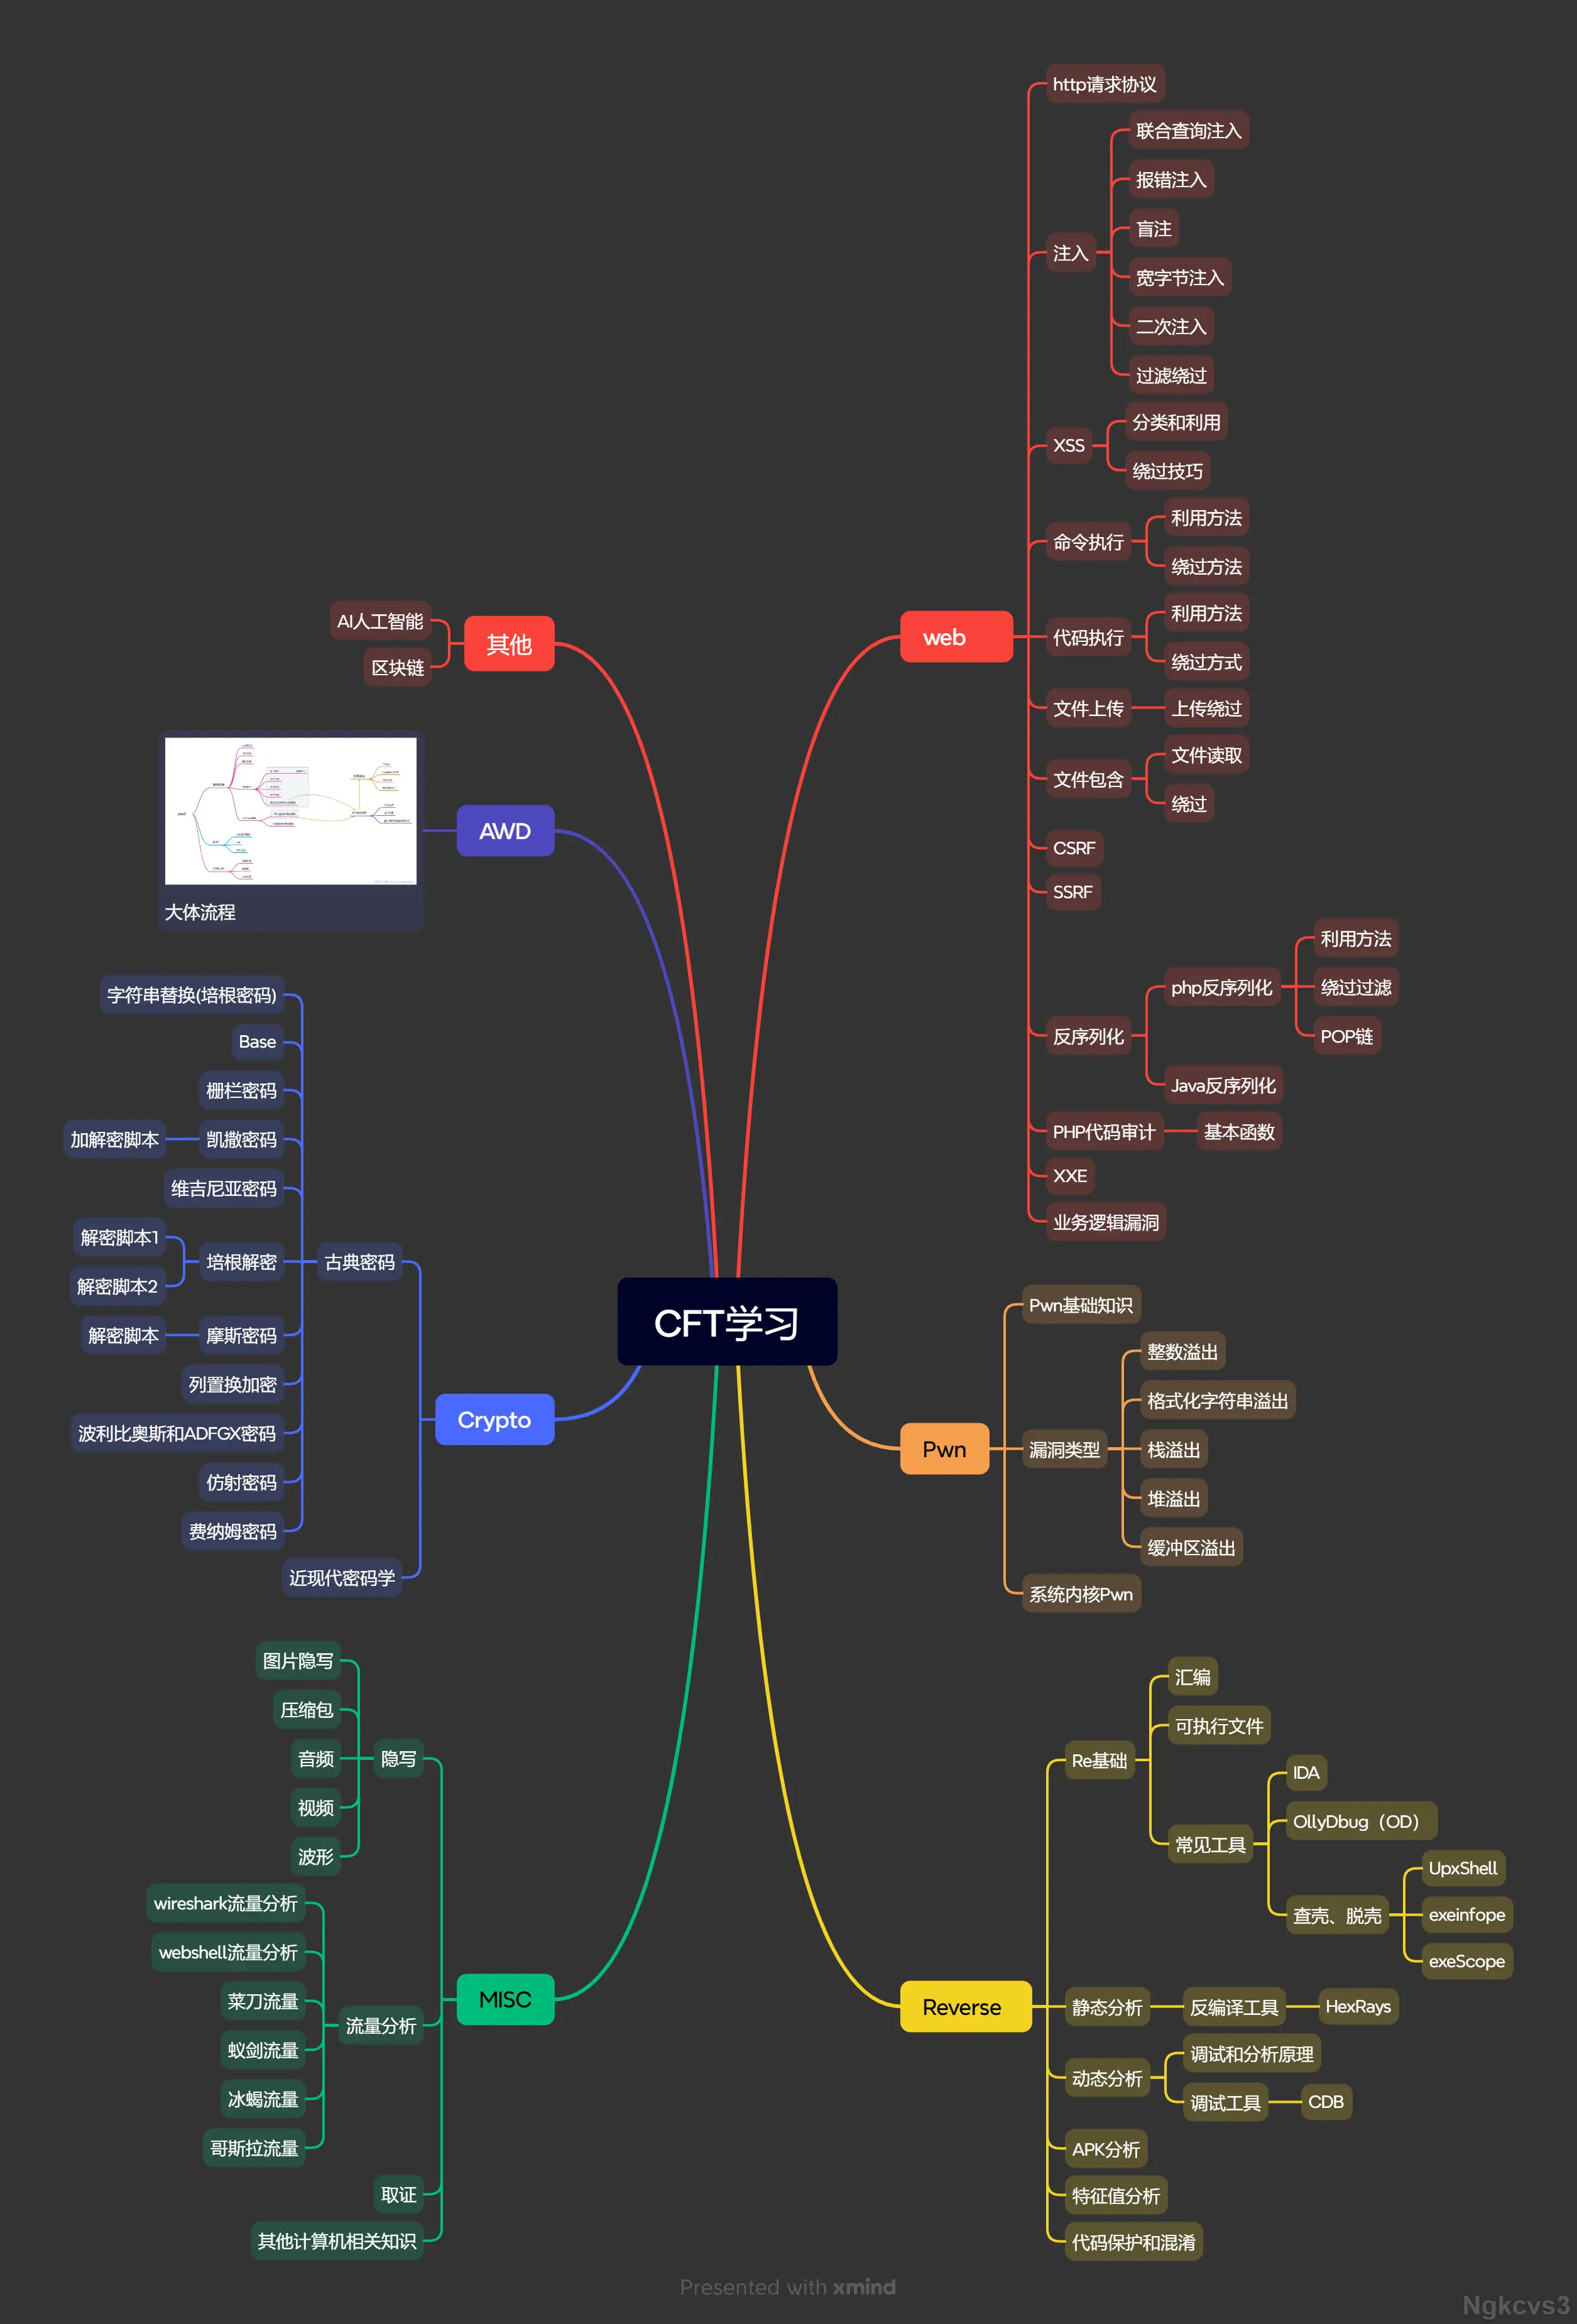 CFT学习
web
http请求协议
注入
联合查询注入
报错注入
盲注
宽字节注入
二次注入
过滤绕过
XSS
分类和利用
绕过技巧
命令执行
利用方法
绕过方法
代码执行
利用方法
绕过方式
文件上传
上传绕过
文件包含
文件读取
绕过
CSRF
SSRF
反序列化
php反序列化
利用方法
绕过过滤
POP链
Java反序列化
PHP代码审计
基本函数
XXE
业务逻辑漏洞
Pwn
Pwn基础知识
漏洞类型
整数溢出
格式化字符串溢出
栈溢出
堆溢出
缓冲区溢出
系统内核Pwn
Reverse
Re基础
汇编
可执行文件
常见工具
IDA
OllyDbug（OD）
查壳、脱壳
UpxShell
exeinfope
exeScope
静态分析
反编译工具
HexRays
动态分析
调试和分析原理
调试工具
CDB
APK分析
特征值分析
代码保护和混淆
其他
AI人工智能
区块链
AWD
大体流程
Crypto
古典密码
字符串替换(培根密码)
Base
栅栏密码
凯撒密码
加解密脚本
维吉尼亚密码
培根解密
解密脚本1
解密脚本2
摩斯密码
解密脚本
列置换加密
波利比奥斯和ADFGX密码
仿射密码
费纳姆密码
近现代密码学
MISC
隐写
图片隐写
压缩包
音频
视频
波形
流量分析
wireshark流量分析
webshell流量分析
菜刀流量
蚁剑流量
冰蝎流量
哥斯拉流量
取证
其他计算机相关知识
Presented with xmind
Ngkcvs3